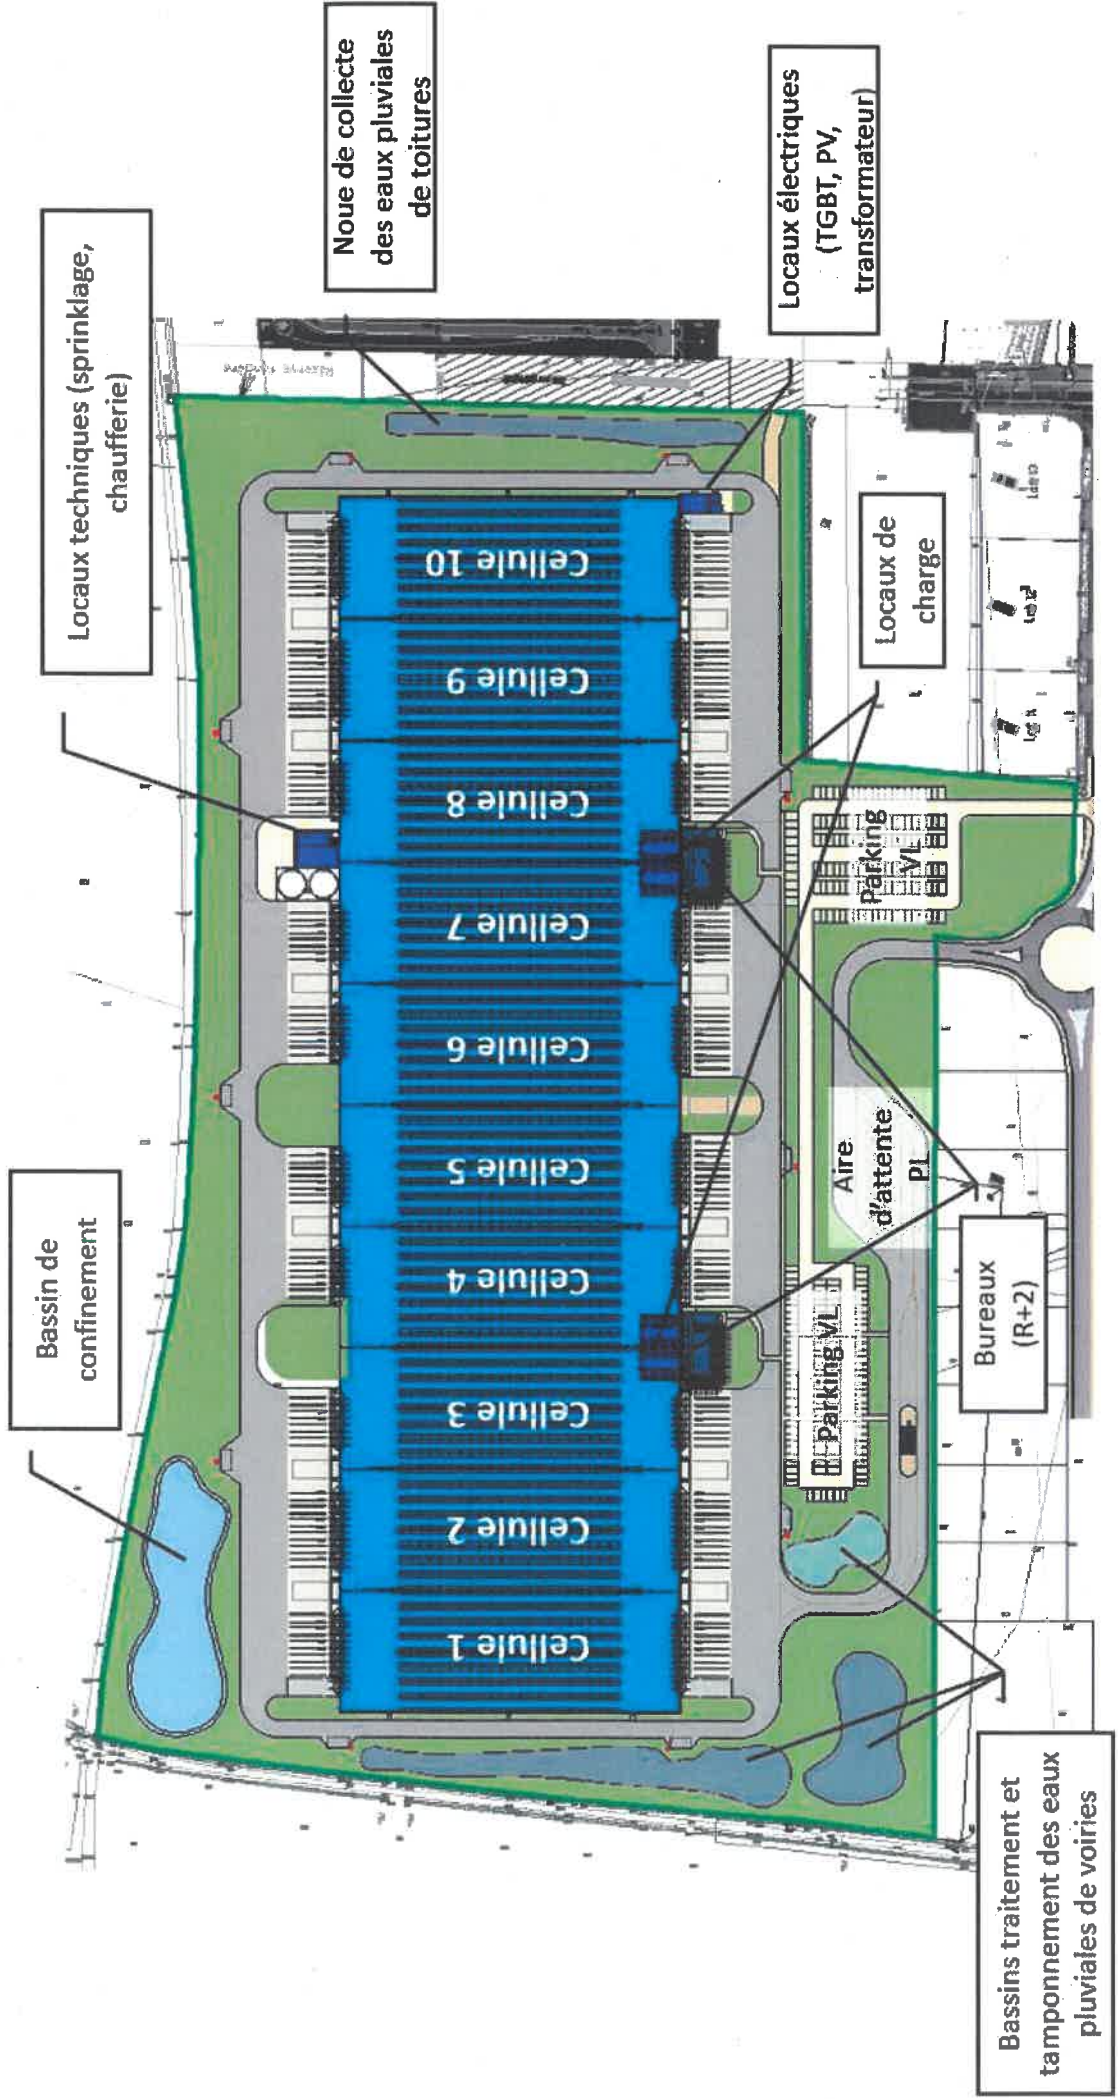 Bassin de
confinement
Locaux techniques (sprinklage,
chaufferie)
Noue de collecte
des eaux pluviales
de toitures
Locaux électriques
(TGBT, PV,
transformateur)
Locaux de
charge
Cellule 1
Cellule 2
Cellule 3
Cellule 4
Cellule 5
Cellule 6
Cellule 7
Cellule 8
Cellule 9
Cellule 10
Parking VL
Aire
d'attente
PL
Parking
VL
Bureaux
(R+2)
Bassins traitement et
tamponnement des eaux
pluviales de voiries